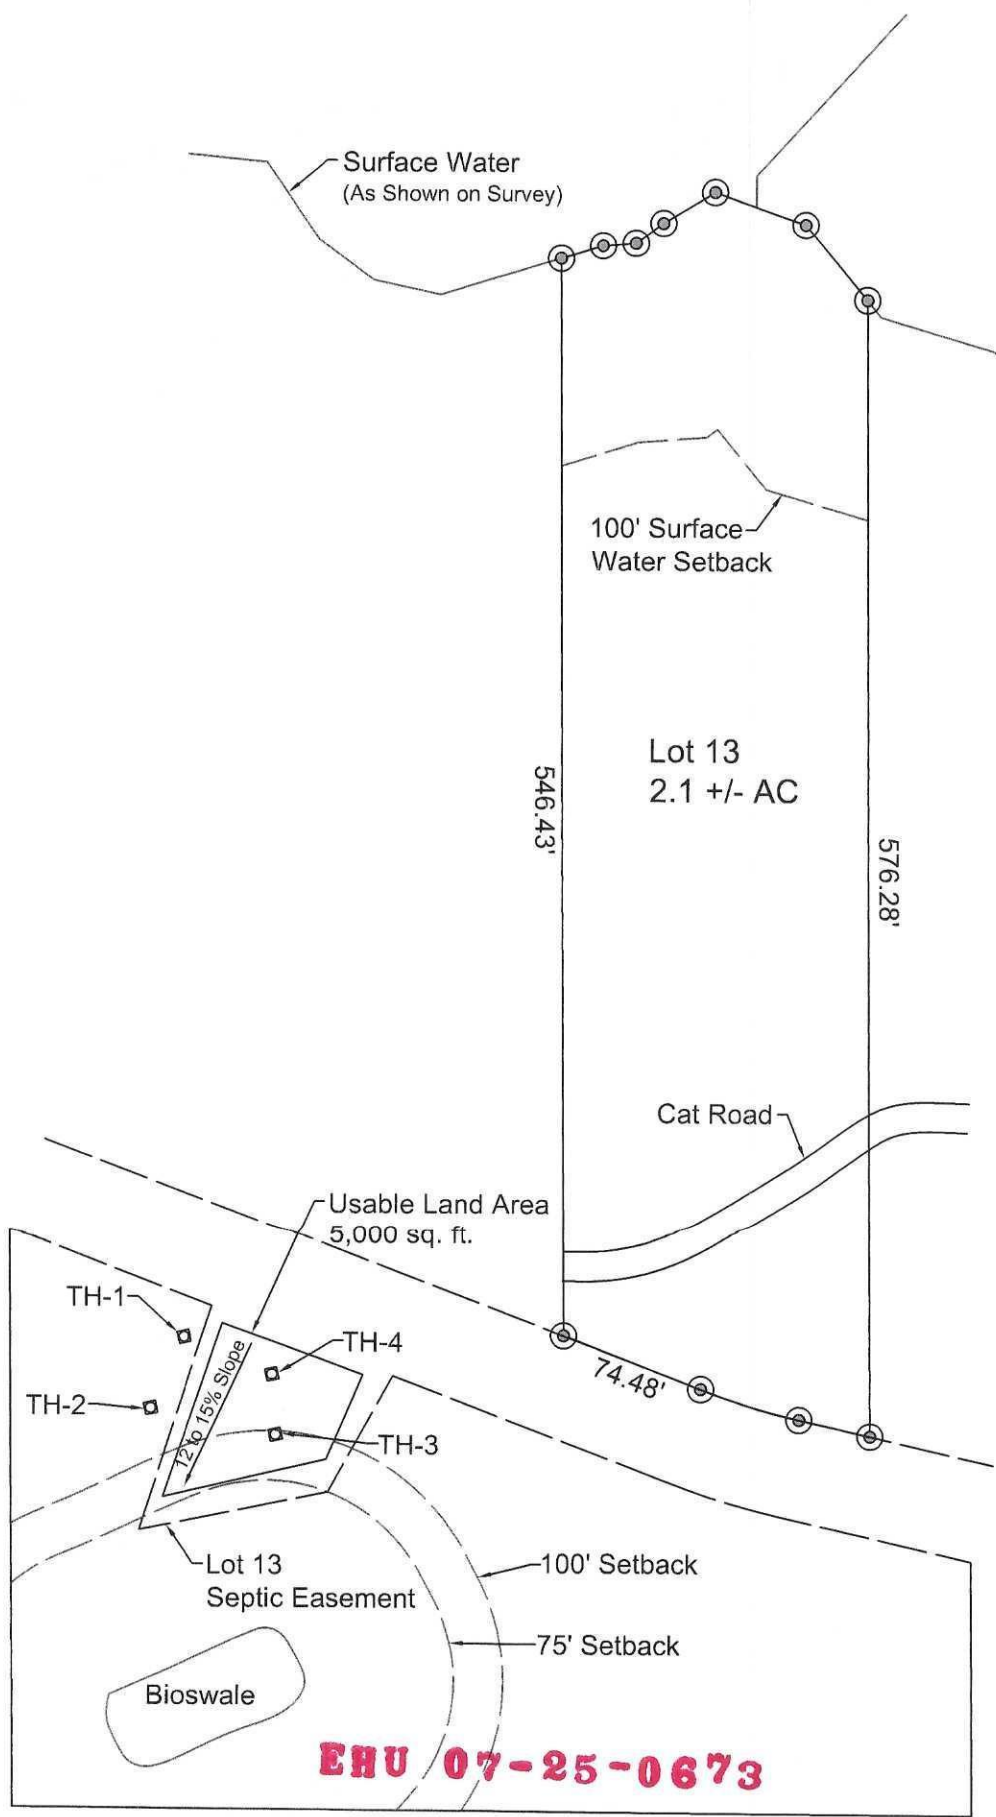 Surface Water
(As Shown on Survey)
100' Surface
Water Setback
Lot 13
2.1 +/- AC
546.43'
576.28'
Cat Road
Usable Land Area
5,000 sq. ft.
TH-1
TH-4
74.48'
TH-2
12 to 15% Slope
TH-3
Lot 13
Septic Easement
100' Setback
75' Setback
Bioswale
EHU 07-25-0673